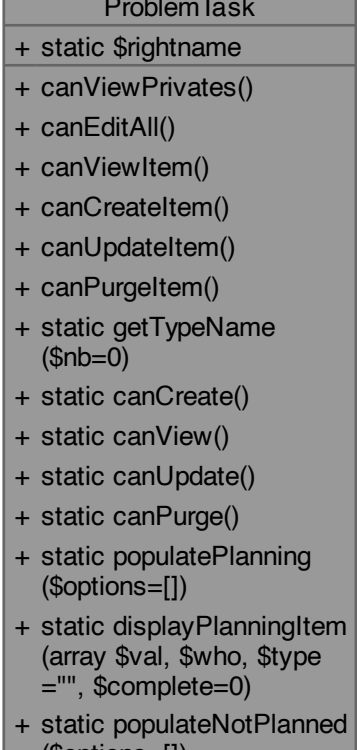 ProblemTask
+ static $rightname
+ canViewPrivates()
+ canEditAll()
+ canViewItem()
+ canCreateItem()
+ canUpdateItem()
+ canPurgeItem()
+ static getTypeName
($nb=0)
+ static canCreate()
+ static canView()
+ static canUpdate()
+ static canPurge()
+ static populatePlanning
($options=[])
+ static displayPlanningItem
(array $val, $who, $type
="", $complete=0)
+ static populateNotPlanned
($options=[])